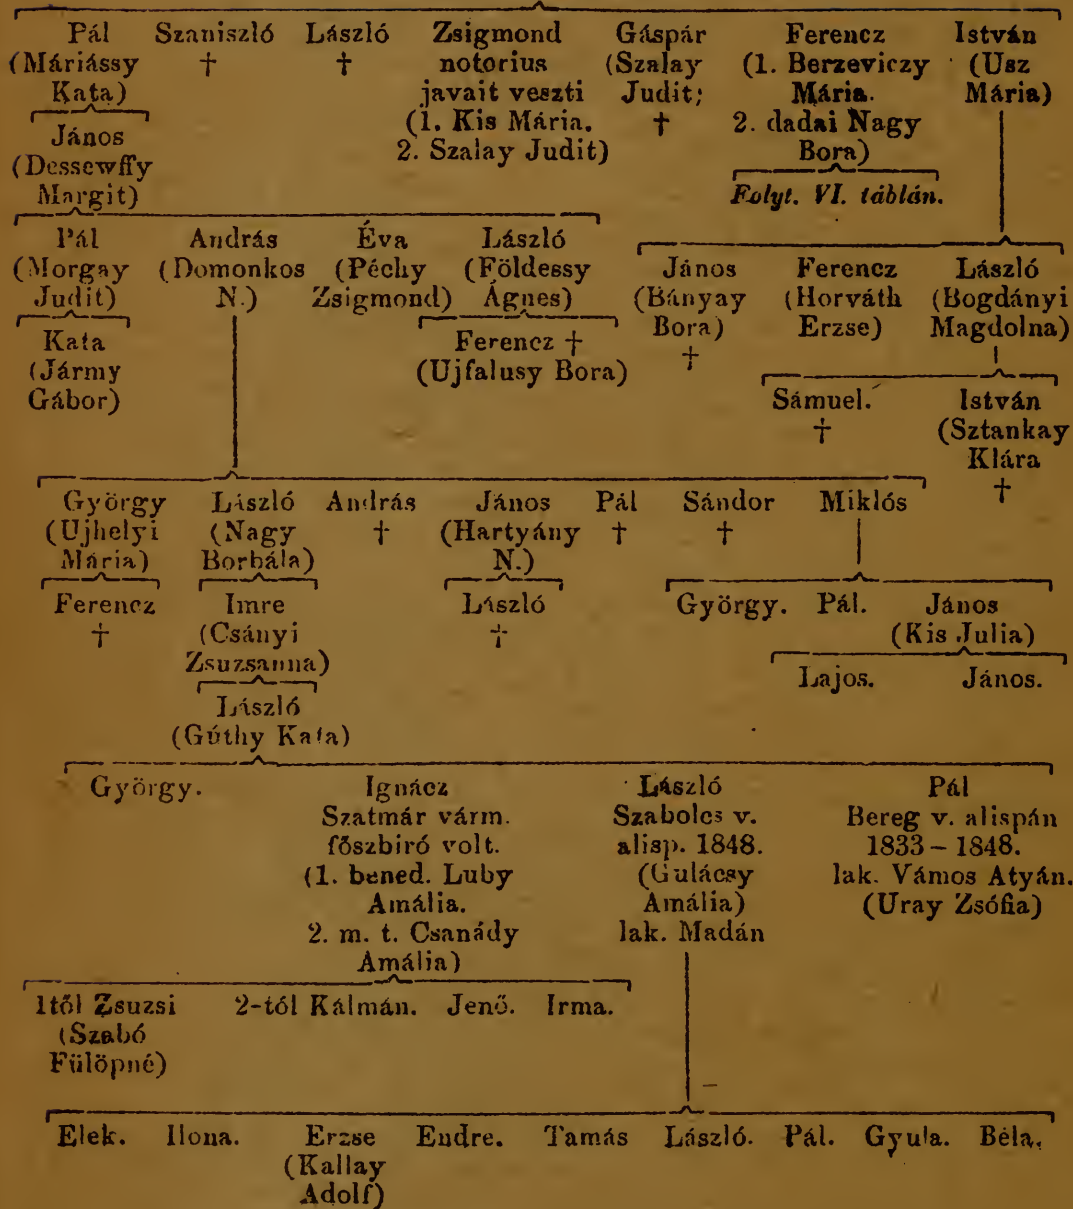 Pál Szaniszló László Zsigmond Gáspár Ferencz István
(Máriássy † † notorius (Szalay (1. Berzeviczy (Usz
Kata) javait veszti Judit; Mária. Mária)
(1. Kis Mária. † 2. dadai Nagy
János 2. Szalay Judit) Bora)
(Dessewffy
Margit) Folyt. VI. táblán.
Pál András Éva László
(Morgay (Domonkos (Péchy (Földessy János Ferencz László
Judit) N.) Zsigmond) Ágnes) (Bányay (Horváth (Bogdányi
Bora) Erzse) Magdolna)
Kata Ferencz † †
(Jármy (Ujfalusy Bora)
Gábor) Sámuel. István
† (Sztankay
Klára
†
György László András János Pál Sándor Miklós
(Ujhelyi (Nagy † (Hartyány † †
Mária) Borbála) N.)
Ferencz Imre László György. Pál. János
† (Csányi † (Kis Julia)
Zsuzsanna)
Lajos. János.
László
(Gúthy Kata)
György. Ignácz László Pál
Szatmár várm. Szabolcs v. Bereg v. alispán
főszbiró volt. alisp. 1848. 1833 – 1848.
(1. bened. Luby (Gulácsy lak. Vámos Atyán.
Amália. Amália) (Uray Zsófia)
2. m. t. Csanády lak. Madán
Amália)
1től Zsuzsi 2-tól Kálmán. Jenő. Irma.
(Szabó
Fülöpné)
Elek. Ilona. Erzse Endre. Tamás László. Pál. Gyula. Béla.
(Kallay
Adolf)